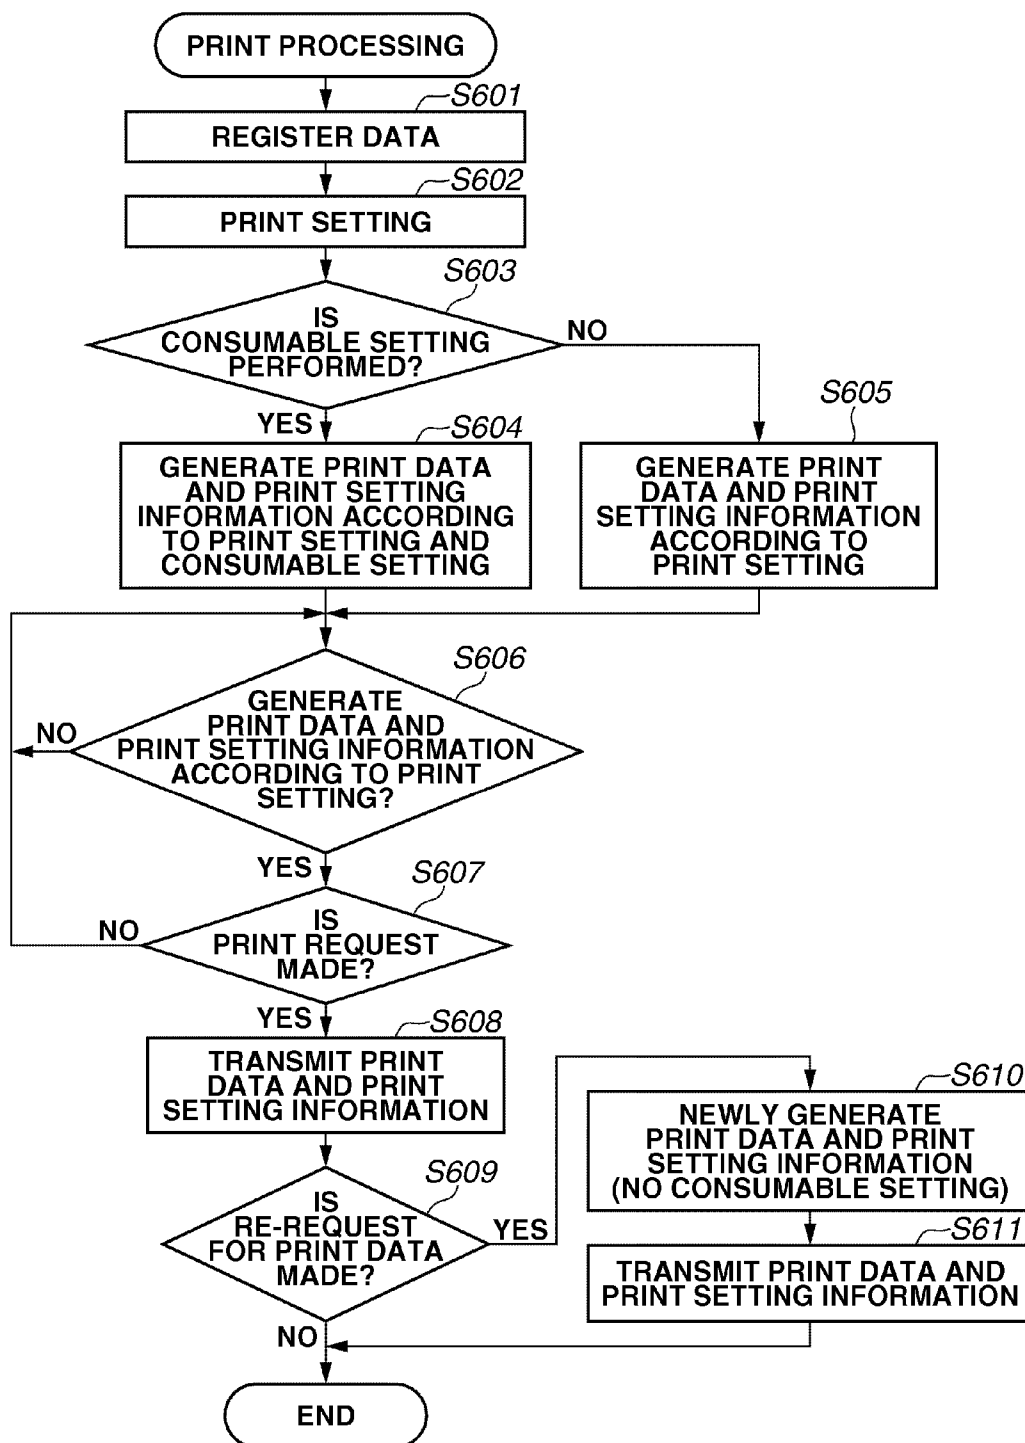 PRINT PROCESSING
S601
REGISTER DATA
S602
PRINT SETTING
S603
IS
CONSUMABLE SETTING
PERFORMED?
NO
YES
S604
GENERATE PRINT DATA
AND PRINT SETTING
INFORMATION ACCORDING
TO PRINT SETTING AND
CONSUMABLE SETTING
S605
GENERATE PRINT
DATA AND PRINT
SETTING INFORMATION
ACCORDING TO
PRINT SETTING
S606
GENERATE
PRINT DATA AND
PRINT SETTING INFORMATION
ACCORDING TO PRINT
SETTING?
NO
YES
S607
IS
PRINT REQUEST
MADE?
NO
YES
S608
TRANSMIT PRINT
DATA AND PRINT
SETTING INFORMATION
S609
IS
RE-REQUEST
FOR PRINT DATA
MADE?
YES
NO
S610
NEWLY GENERATE
PRINT DATA AND PRINT
SETTING INFORMATION
(NO CONSUMABLE SETTING)
S611
TRANSMIT PRINT DATA AND
PRINT SETTING INFORMATION
END